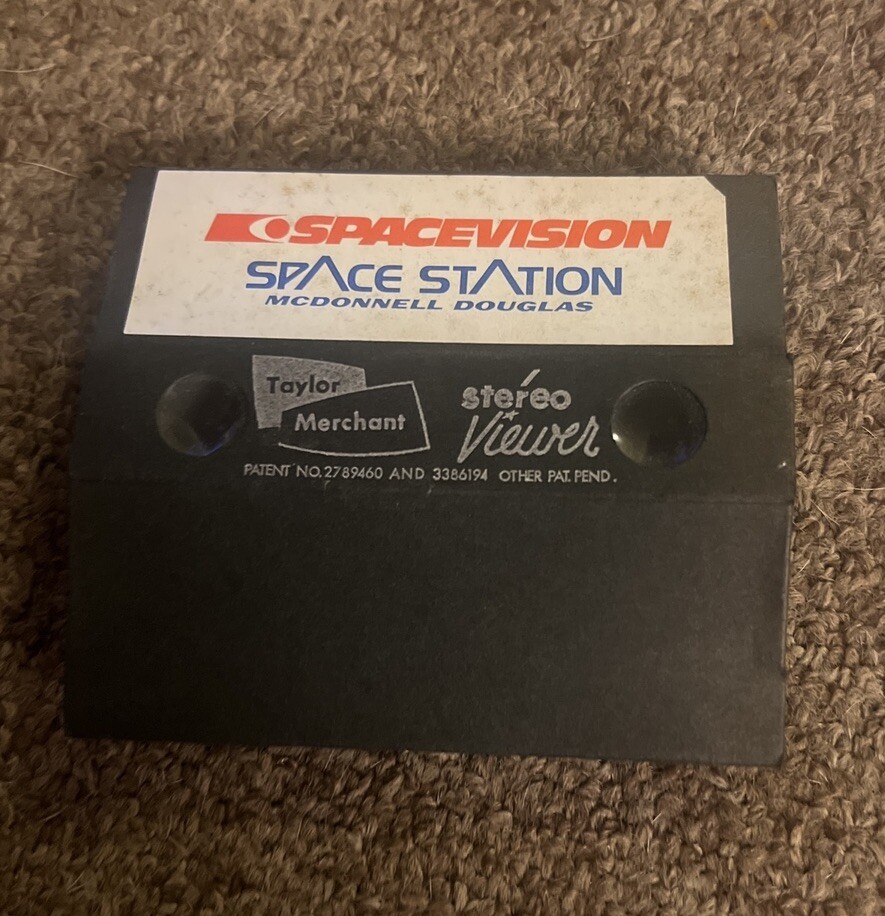 SPACEVISION
SPACE STATION
MCDONNELL DOUGLAS
Taylor
Merchant
stereo
Viewer
PATENT NO. 2789460 AND 3386194 OTHER PAT. PEND.